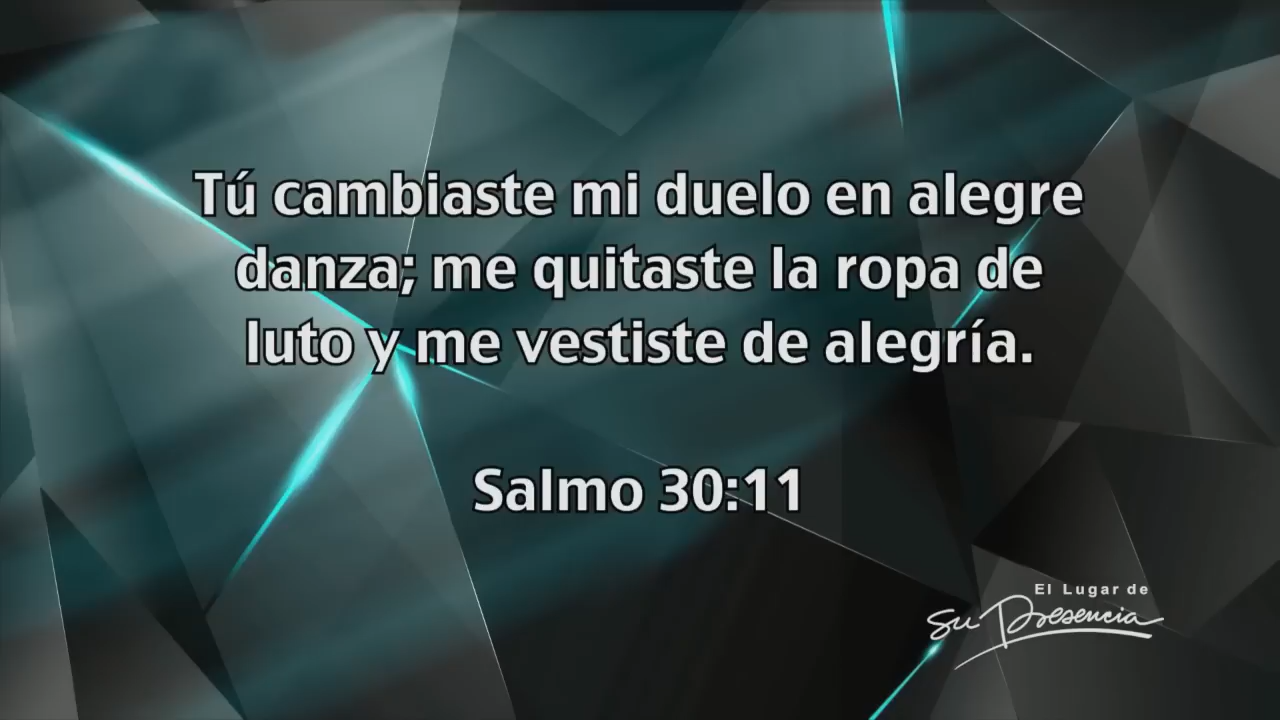 Tú cambiaste mi duelo en alegre
danza; me quitaste la ropa de
luto y me vestiste de alegría.
Salmo 30:11
El Lugar de
Su Presencia